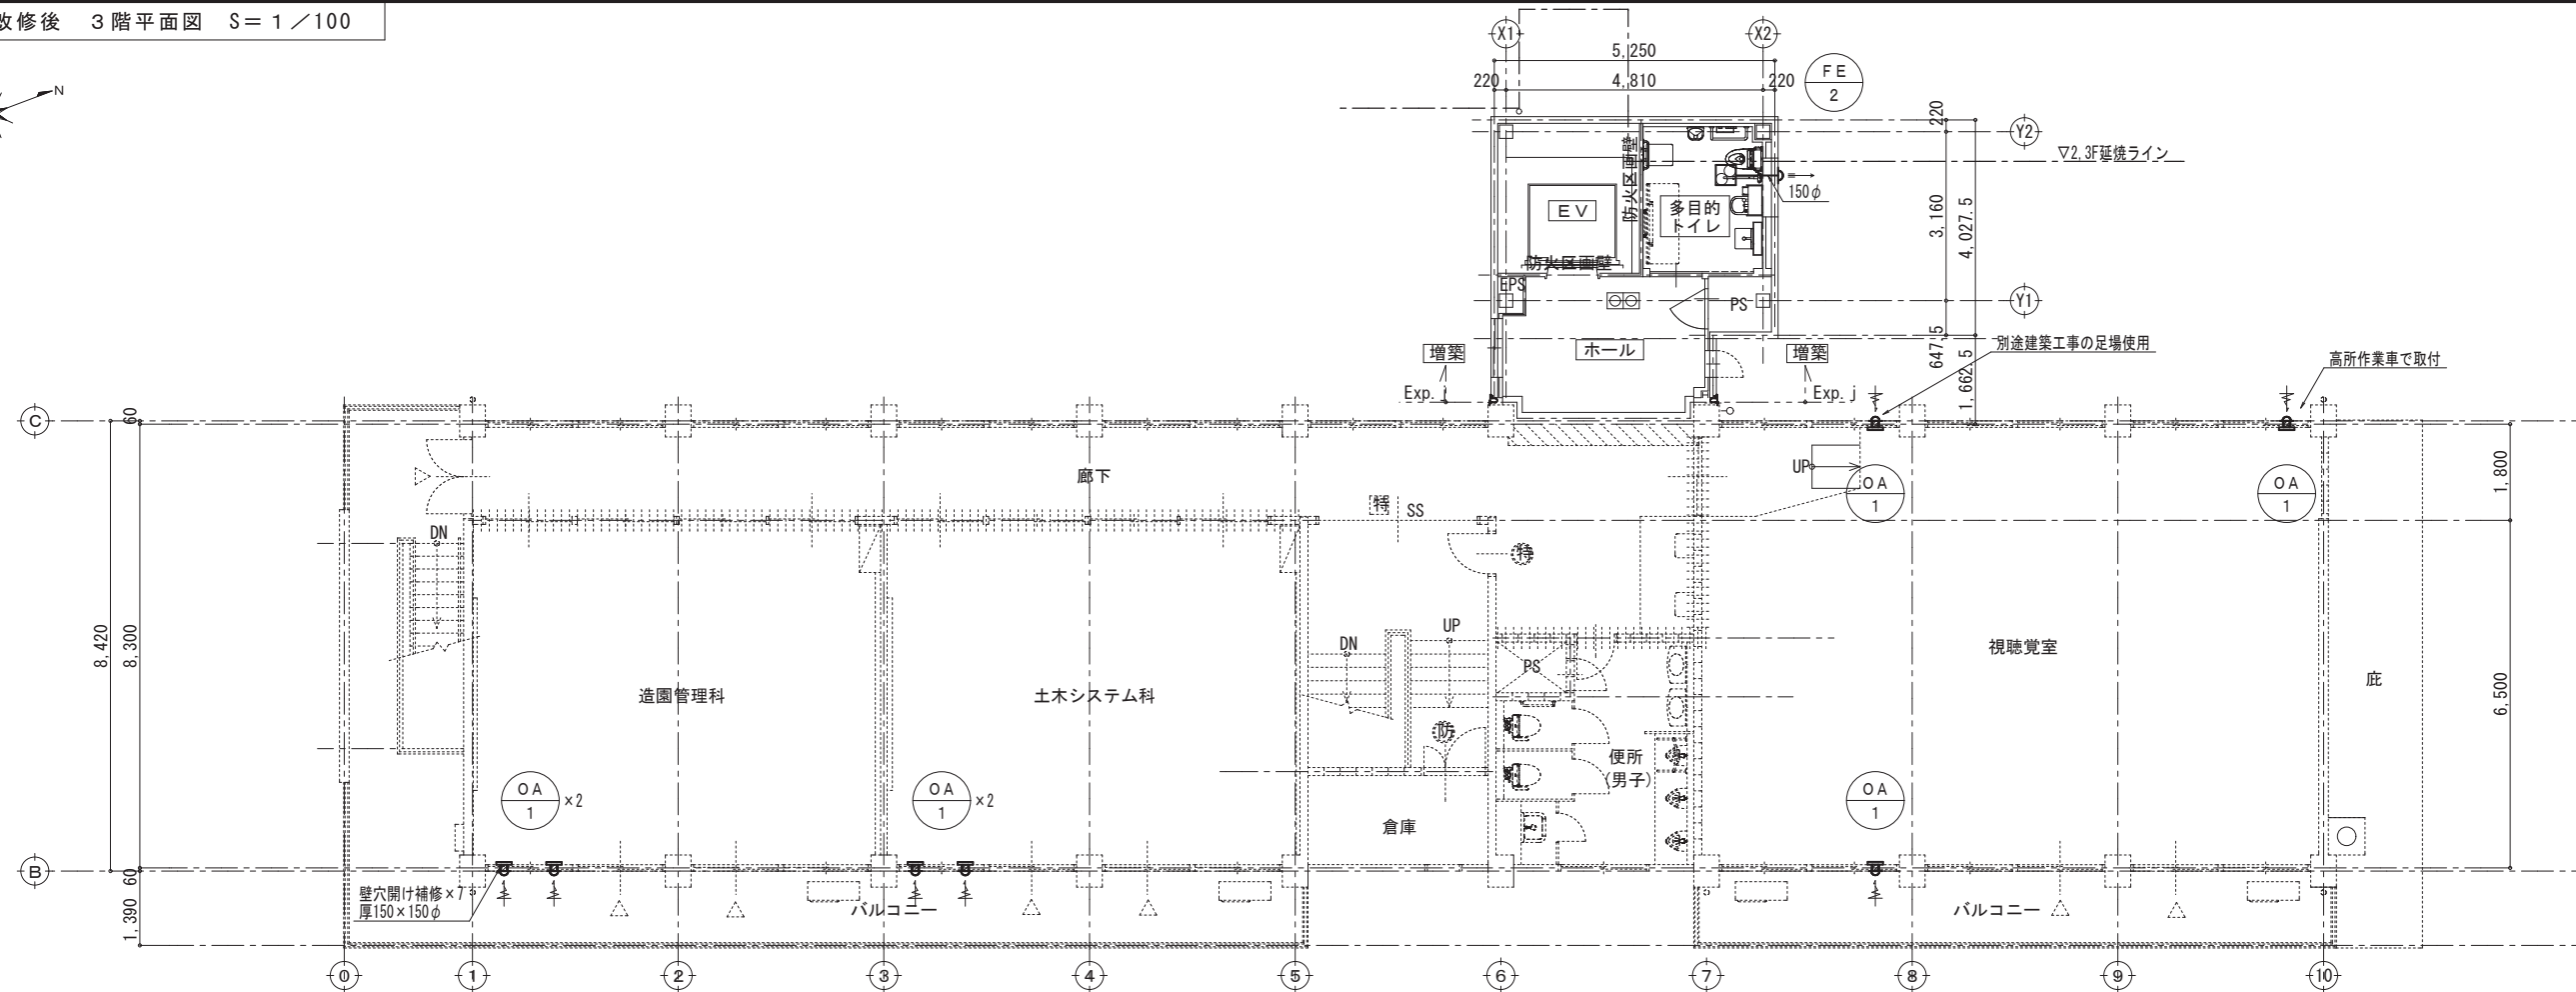 改修後 3階平面図 S=1/100
N
X1
X2
5,250
220
4,810
220
FE
2
220
Y2
▽2,3F延焼ライン
防火区画壁
150φ
EV
多目的
トイレ
3,160
4,027.5
防火区画壁
EPS
PS
Y1
647.5
増築
ホール
増築
1,662.5
別途建築工事の足場使用
高所作業車で取付
Exp.j
Exp.j
C
60
廊下
UP
OA
1
OA
1
1,800
特
SS
DN
特
8,420
8,300
DN
UP
PS
視聴覚室
庇
6,500
造園管理科
土木システム科
防
便所
(男子)
OA
1
×2
OA
1
×2
OA
1
倉庫
B
60
1,390
壁穴開け補修×7
厚150×150φ
バルコニー
バルコニー
0
1
2
3
4
5
6
7
8
9
10